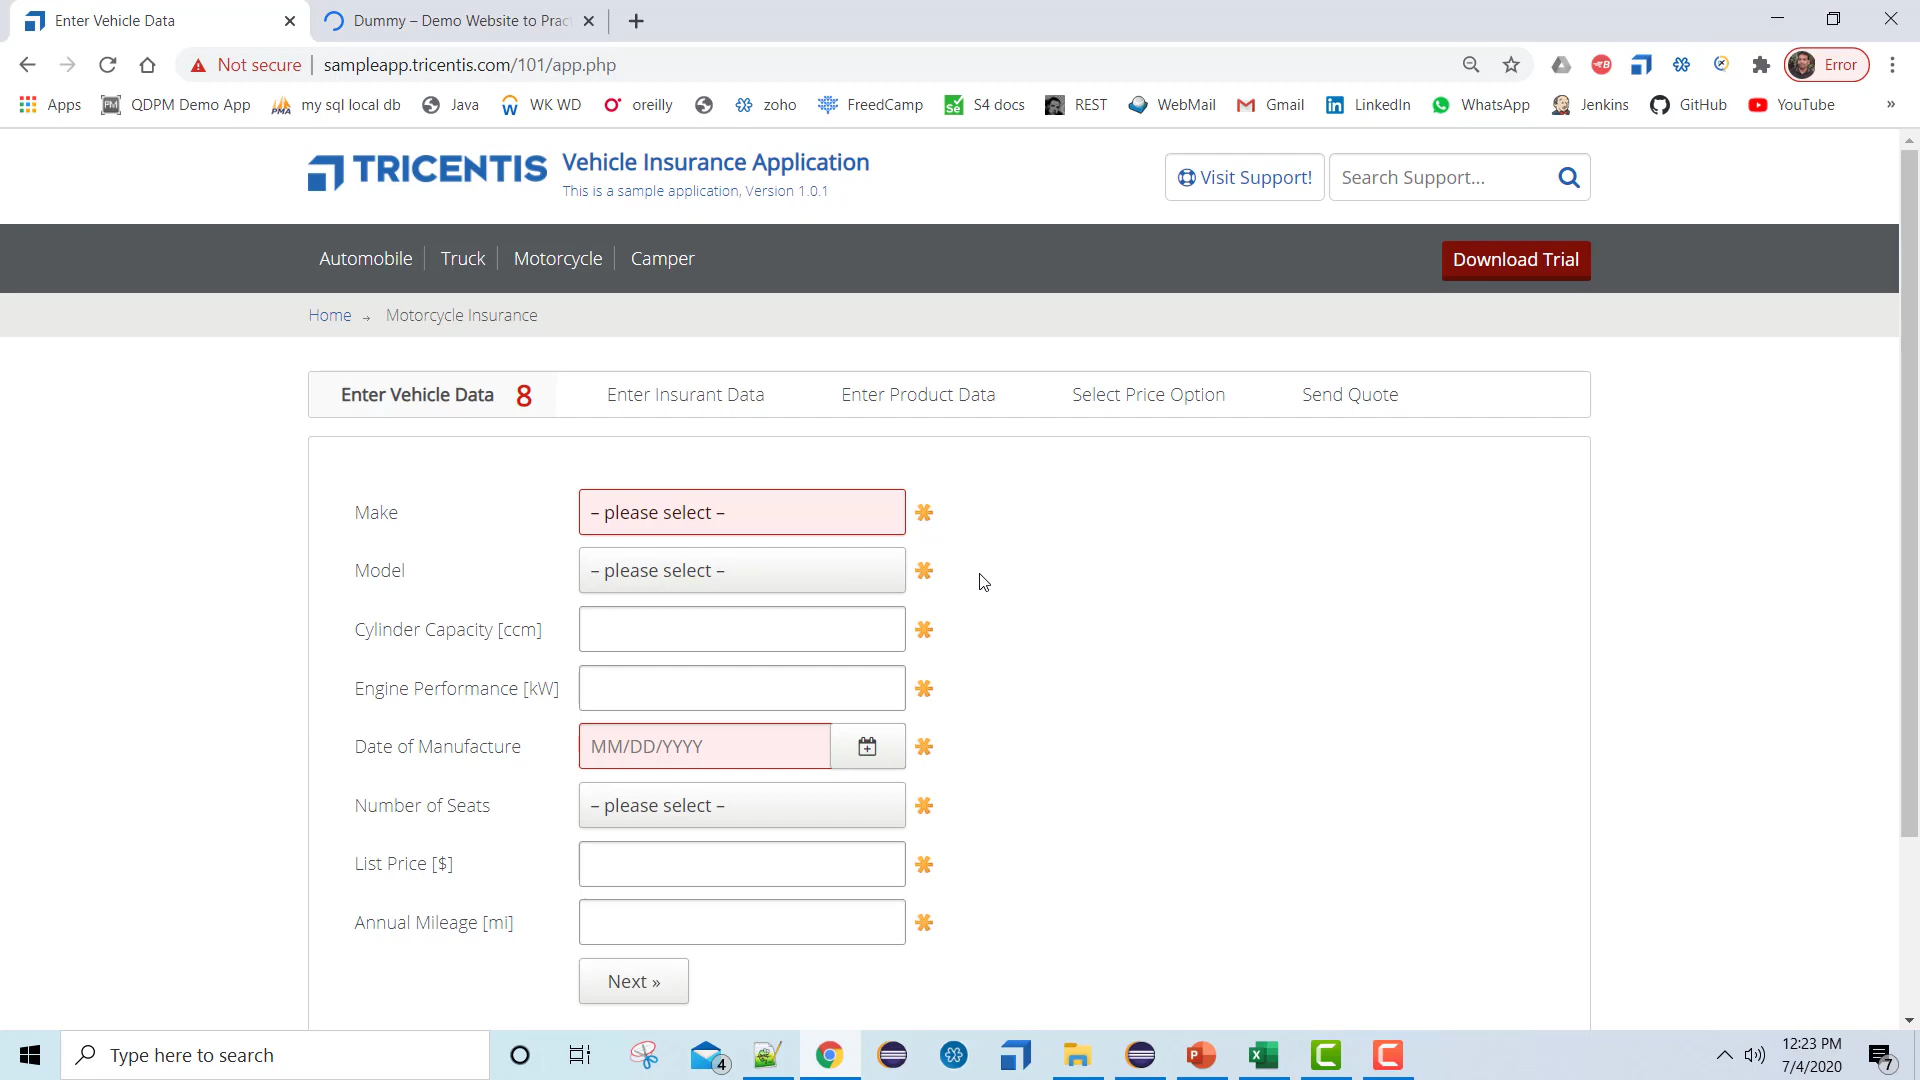 Enter Vehicle Data
Dummy – Demo Website to Prac
Not secure
sampleapp.tricentis.com/101/app.php
Error
Apps
QDPM Demo App
my sql local db
Java
WK WD
oreilly
zoho
FreedCamp
S4 docs
REST
WebMail
Gmail
LinkedIn
WhatsApp
Jenkins
GitHub
YouTube
»
TRICENTIS
Vehicle Insurance Application
This is a sample application, Version 1.0.1
Visit Support!
Search Support...
Automobile
Truck
Motorcycle
Camper
Download Trial
Home → Motorcycle Insurance
Enter Vehicle Data 8
Enter Insurant Data
Enter Product Data
Select Price Option
Send Quote
Make
– please select –
Model
– please select –
Cylinder Capacity [ccm]
Engine Performance [kW]
Date of Manufacture
MM/DD/YYYY
Number of Seats
– please select –
List Price [$]
Annual Mileage [mi]
Next »
Type here to search
4
12:23 PM
7/4/2020
7